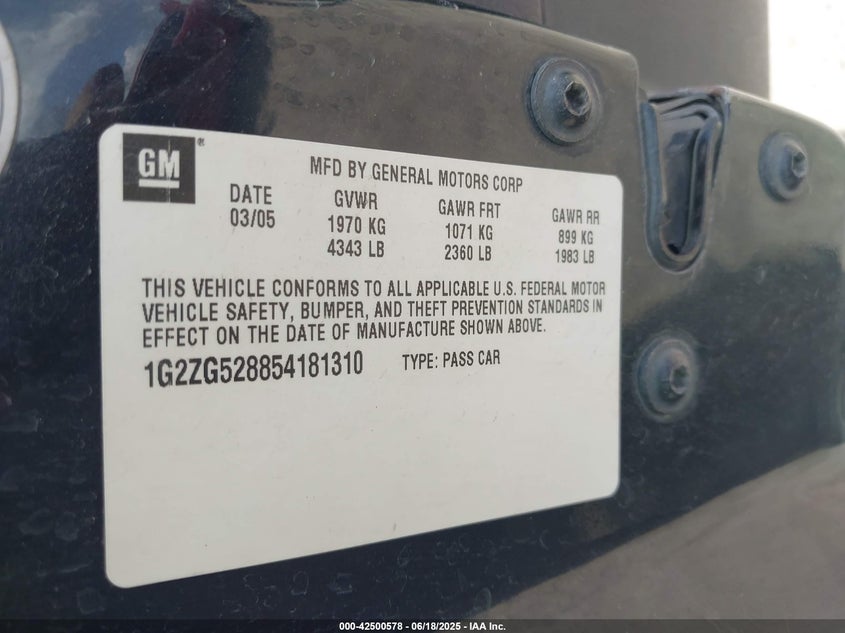 GM®
MFD BY GENERAL MOTORS CORP
DATE GVWR GAWR FRT GAWR RR
03/05 1970 KG 1071 KG 899 KG
4343 LB 2360 LB 1983 LB
THIS VEHICLE CONFORMS TO ALL APPLICABLE U.S. FEDERAL MOTOR
VEHICLE SAFETY, BUMPER, AND THEFT PREVENTION STANDARDS IN
EFFECT ON THE DATE OF MANUFACTURE SHOWN ABOVE.
1G2ZG528854181310 TYPE: PASS CAR
000-42500578 - 06/18/2025 - IAA Inc.